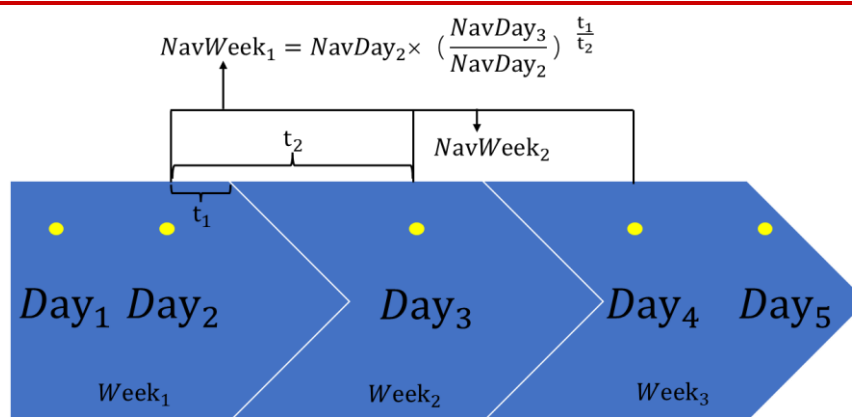 NavWeek₁ = NavDay₂× (NavDay₃/NavDay₂)^(t₁/t₂)
t₂
NavWeek₂
t₁
Day₁ Day₂ Day₃ Day₄ Day₅
Week₁ Week₂ Week₃